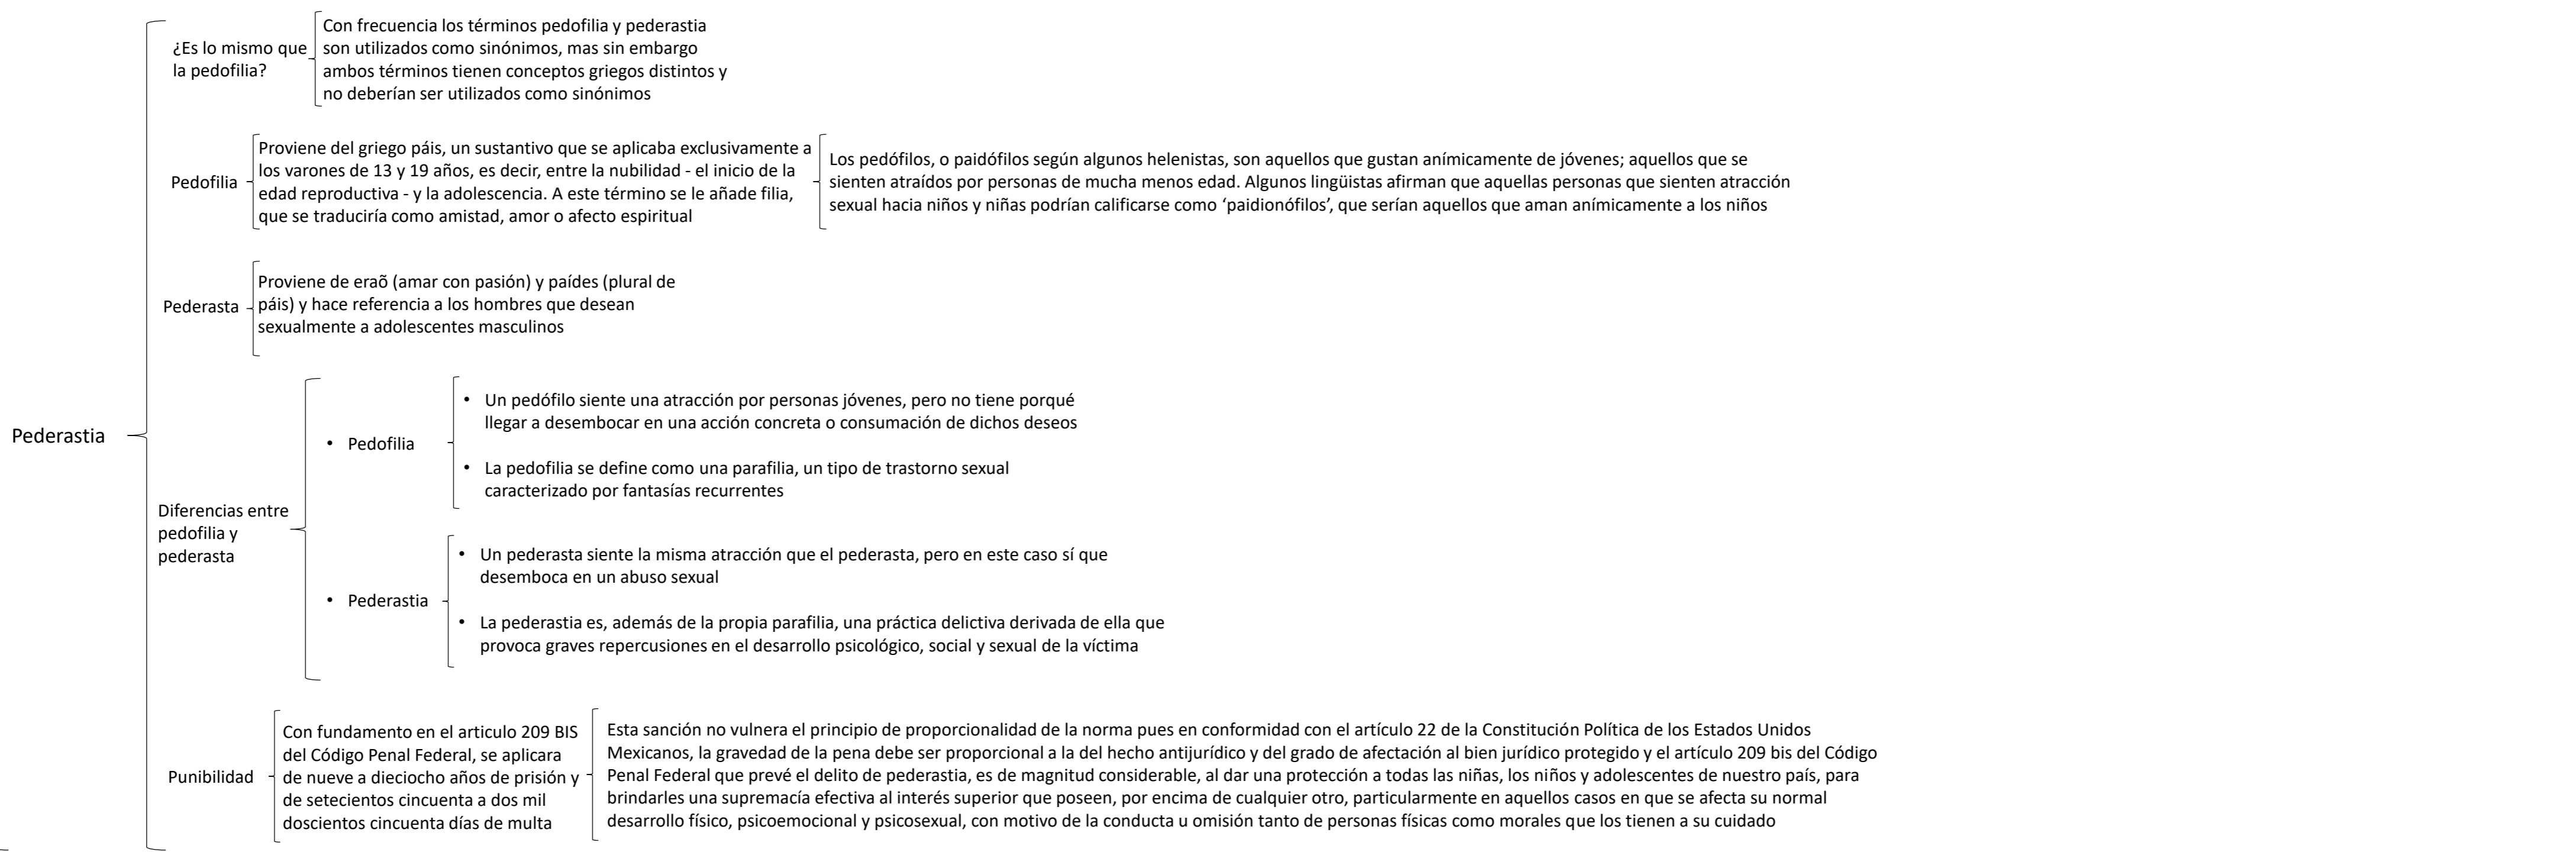 Pederastia
¿Es lo mismo que
la pedofilia?
Con frecuencia los términos pedofilia y pederastia
son utilizados como sinónimos, mas sin embargo
ambos términos tienen conceptos griegos distintos y
no deberían ser utilizados como sinónimos
Pedofilia
Proviene del griego páis, un sustantivo que se aplicaba exclusivamente a
los varones de 13 y 19 años, es decir, entre la nubilidad - el inicio de la
edad reproductiva - y la adolescencia. A este término se le añade filia,
que se traduciría como amistad, amor o afecto espiritual
Los pedófilos, o paidófilos según algunos helenistas, son aquellos que gustan anímicamente de jóvenes; aquellos que se
sienten atraídos por personas de mucha menos edad. Algunos lingüistas afirman que aquellas personas que sienten atracción
sexual hacia niños y niñas podrían calificarse como ‘paidionófilos’, que serían aquellos que aman anímicamente a los niños
Pederasta
Proviene de eraõ (amar con pasión) y paídes (plural de
páis) y hace referencia a los hombres que desean
sexualmente a adolescentes masculinos
Diferencias entre
pedofilia y
pederasta
• Pedofilia
• Un pedófilo siente una atracción por personas jóvenes, pero no tiene porqué
llegar a desembocar en una acción concreta o consumación de dichos deseos
• La pedofilia se define como una parafilia, un tipo de trastorno sexual
caracterizado por fantasías recurrentes
• Pederastia
• Un pederasta siente la misma atracción que el pederasta, pero en este caso sí que
desemboca en un abuso sexual
• La pederastia es, además de la propia parafilia, una práctica delictiva derivada de ella que
provoca graves repercusiones en el desarrollo psicológico, social y sexual de la víctima
Punibilidad
Con fundamento en el articulo 209 BIS
del Código Penal Federal, se aplicara
de nueve a dieciocho años de prisión y
de setecientos cincuenta a dos mil
doscientos cincuenta días de multa
Esta sanción no vulnera el principio de proporcionalidad de la norma pues en conformidad con el artículo 22 de la Constitución Política de los Estados Unidos
Mexicanos, la gravedad de la pena debe ser proporcional a la del hecho antijurídico y del grado de afectación al bien jurídico protegido y el artículo 209 bis del Código
Penal Federal que prevé el delito de pederastia, es de magnitud considerable, al dar una protección a todas las niñas, los niños y adolescentes de nuestro país, para
brindarles una supremacía efectiva al interés superior que poseen, por encima de cualquier otro, particularmente en aquellos casos en que se afecta su normal
desarrollo físico, psicoemocional y psicosexual, con motivo de la conducta u omisión tanto de personas físicas como morales que los tienen a su cuidado